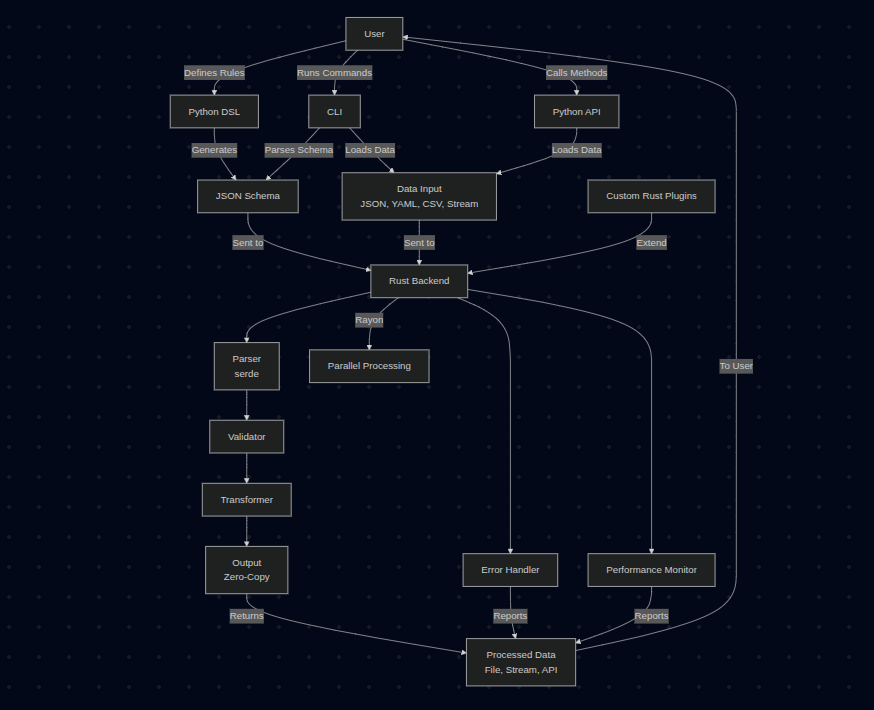 User
Defines Rules
Runs Commands
Calls Methods
Python DSL
CLI
Python API
Generates
Parses Schema
Loads Data
Loads Data
JSON Schema
Data Input
JSON, YAML, CSV, Stream
Custom Rust Plugins
Sent to
Sent to
Extend
Rust Backend
Rayon
Parser
serde
Parallel Processing
To User
Validator
Transformer
Output
Zero-Copy
Error Handler
Performance Monitor
Returns
Reports
Reports
Processed Data
File, Stream, API